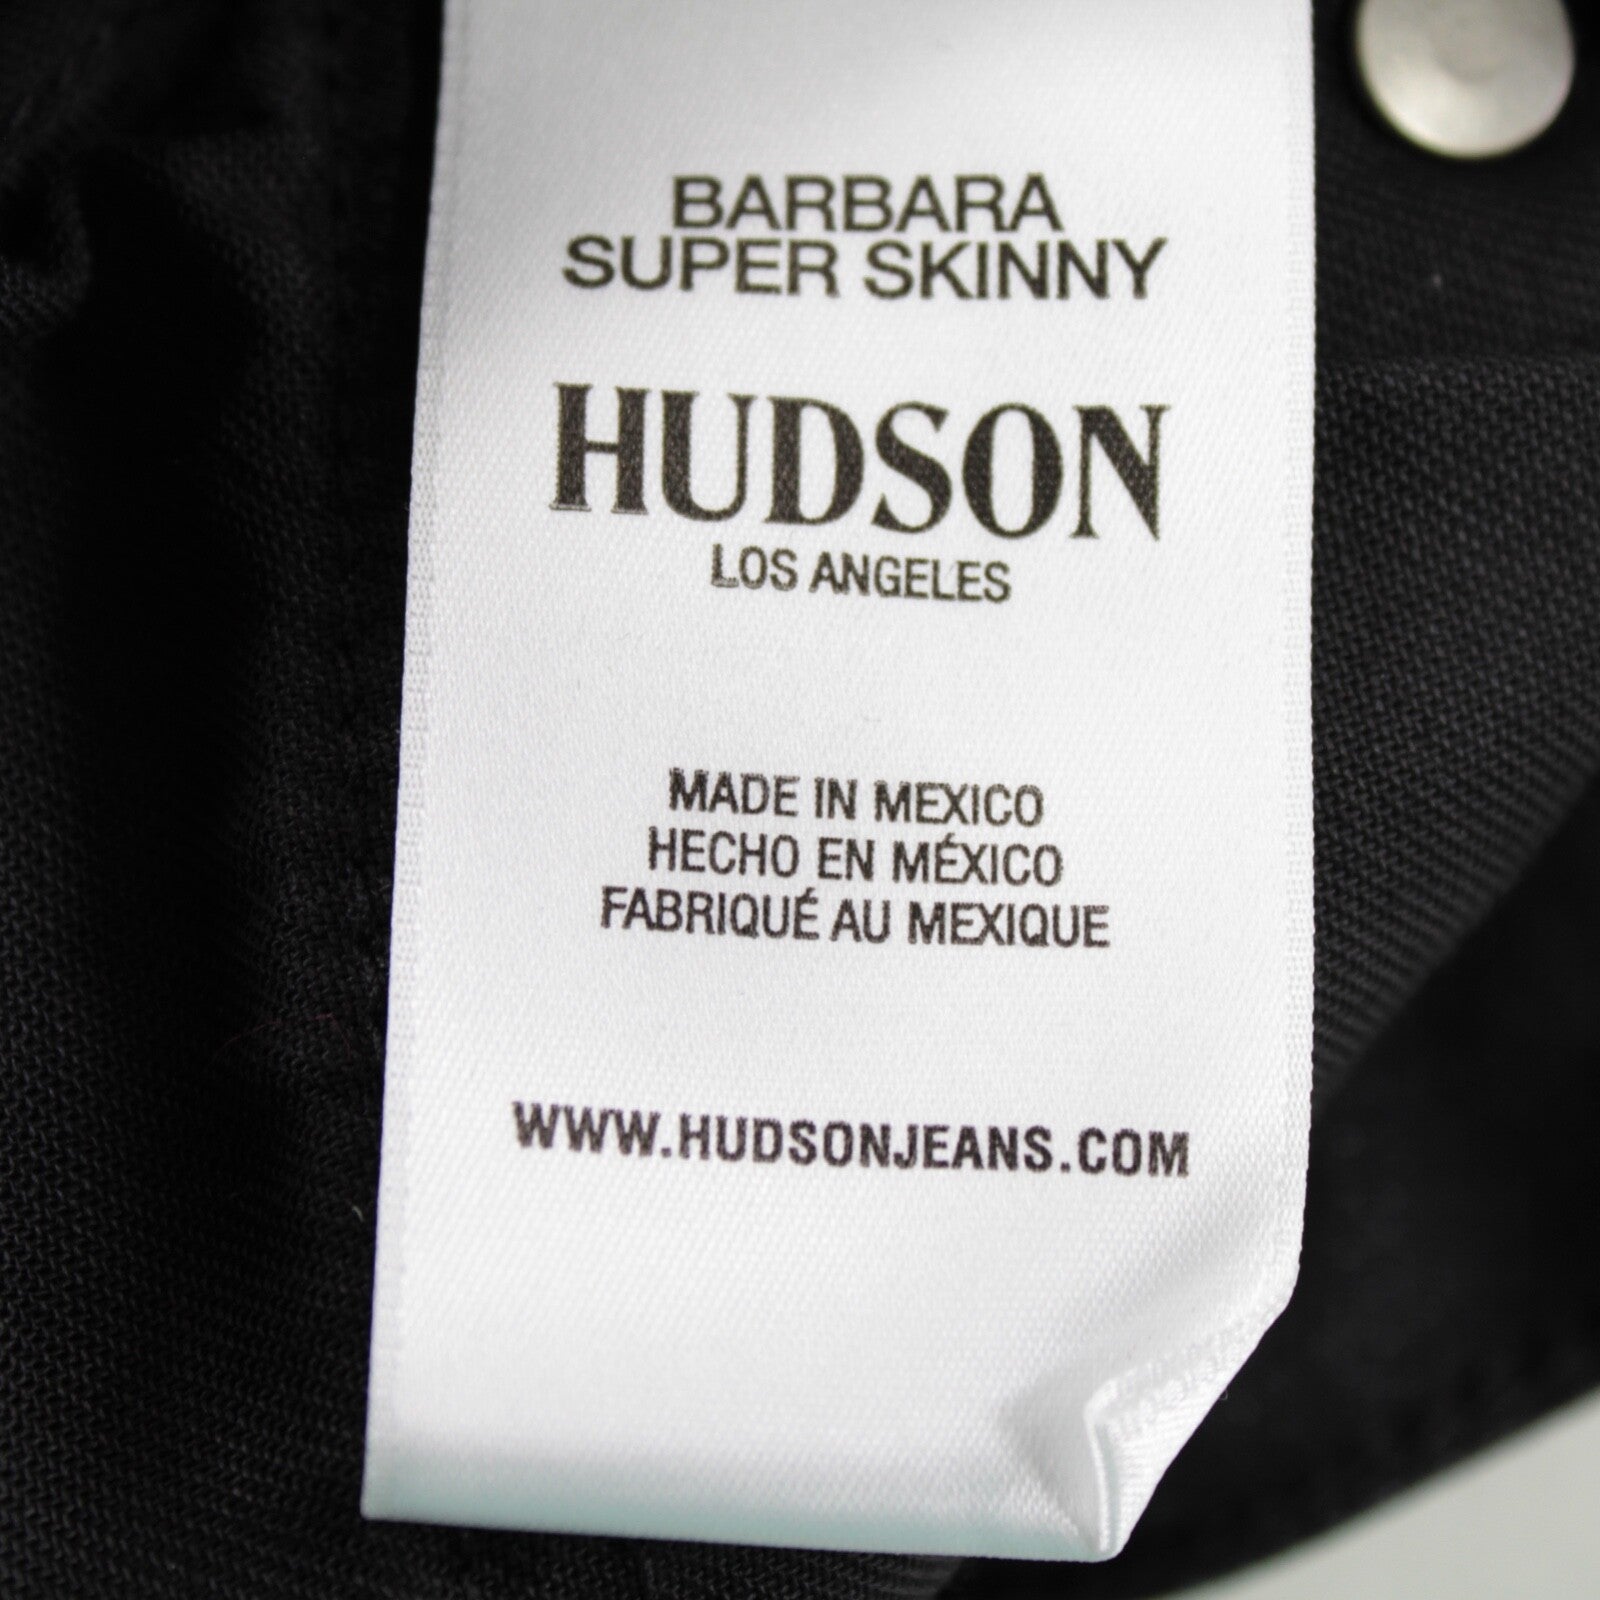 BARBARA
SUPER SKINNY
HUDSON
LOS ANGELES
MADE IN MEXICO
HECHO EN MÉXICO
FABRIQUÉ AU MEXIQUE
WWW.HUDSONJEANS.COM